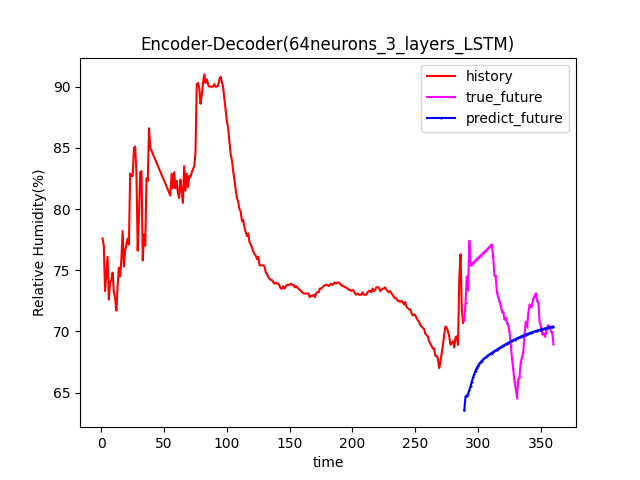 Encoder-Decoder(64neurons_3_layers_LSTM)
history
true_future
predict_future
Relative Humidity(%)
90
85
80
75
70
65
0 50 100 150 200 250 300 350
time